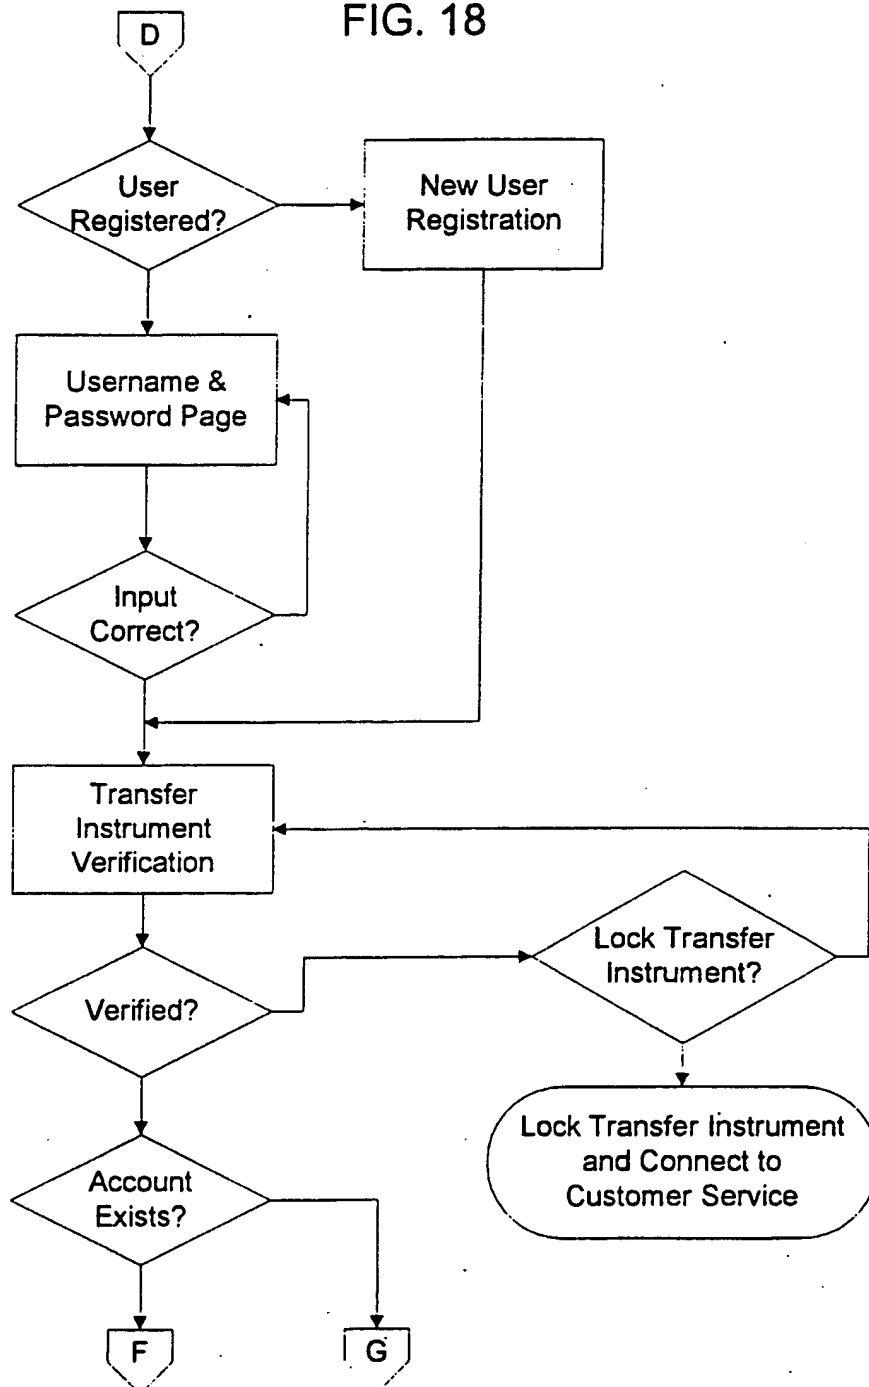 FIG. 18
D
User
Registered?
New User
Registration
Username &
Password Page
Input
Correct?
Transfer
Instrument
Verification
Lock Transfer
Instrument?
Verified?
Lock Transfer Instrument
and Connect to
Customer Service
Account
Exists?
F
G